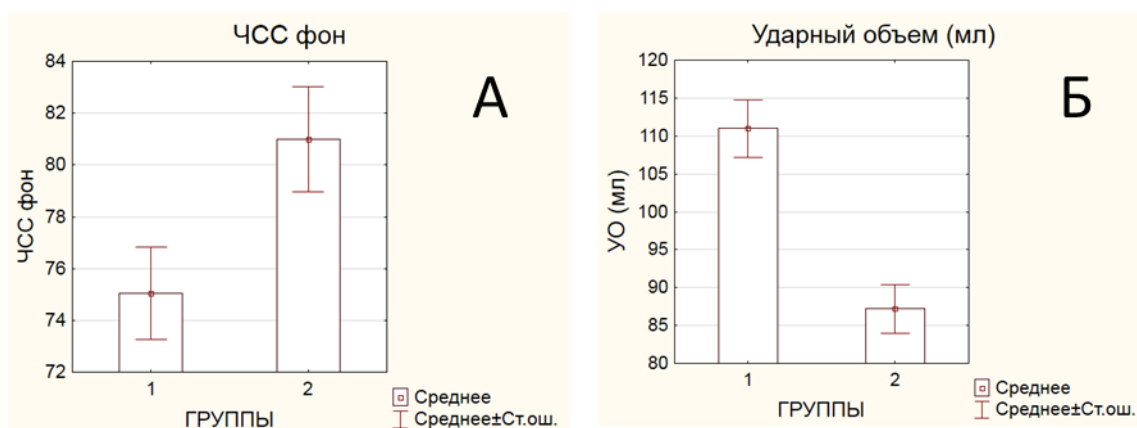 ЧСС фон
А
84
82
80
78
76
74
72
ЧСС фон
1
2
ГРУППЫ
Среднее
Среднее±Ст.ош.
Ударный объем (мл)
Б
120
115
110
105
100
95
90
85
80
УО (мл)
1
2
ГРУППЫ
Среднее
Среднее±Ст.ош.